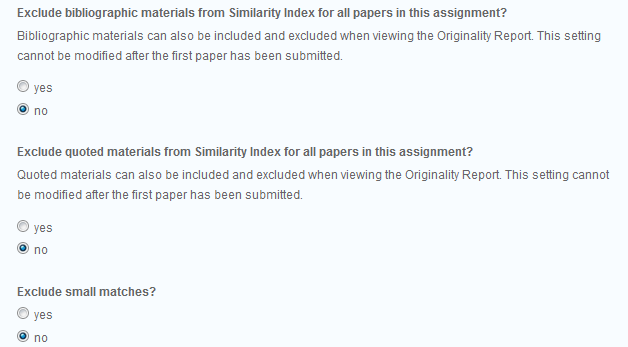 Exclude bibliographic materials from Similarity Index for all papers in this assignment?
Bibliographic materials can also be included and excluded when viewing the Originality Report. This setting
cannot be modified after the first paper has been submitted.
yes
no
Exclude quoted materials from Similarity Index for all papers in this assignment?
Quoted materials can also be included and excluded when viewing the Originality Report. This setting cannot
be modified after the first paper has been submitted.
yes
no
Exclude small matches?
yes
no